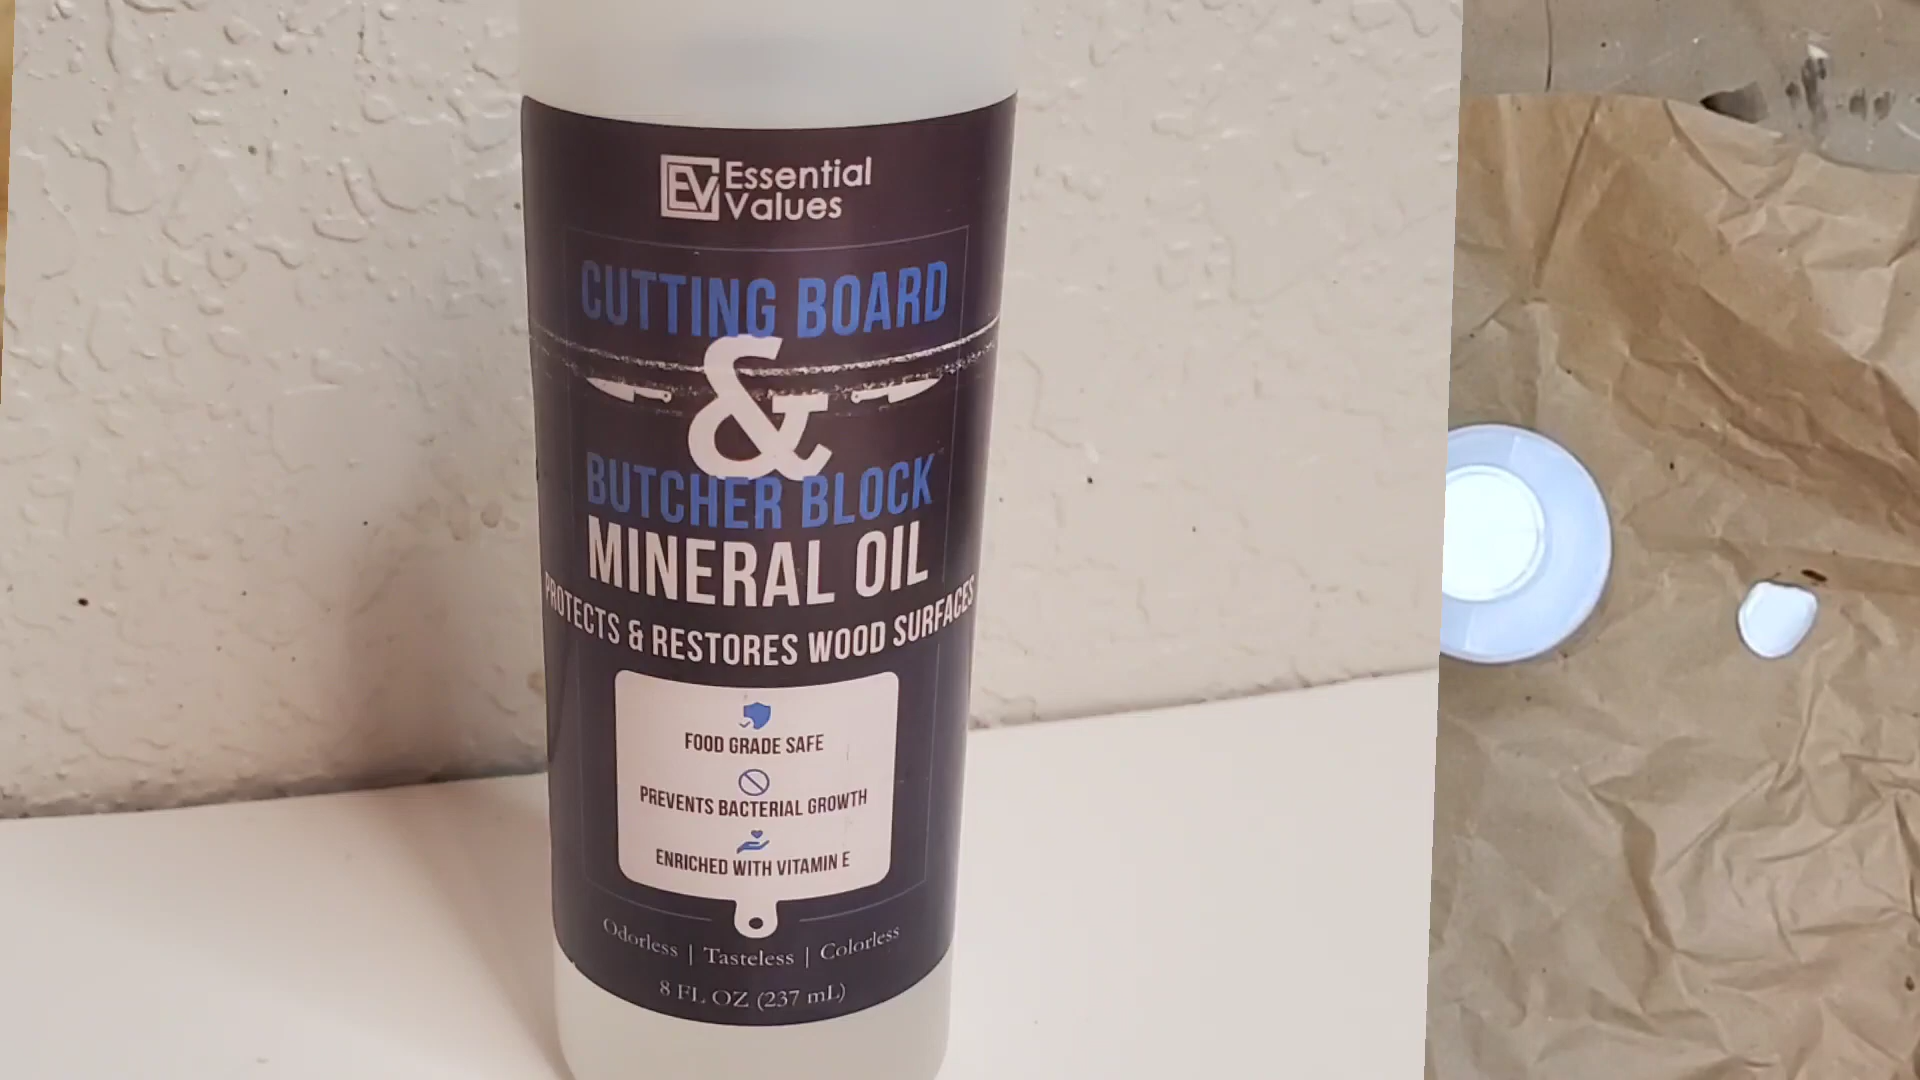 EV Essential
Values
CUTTING BOARD
&
BUTCHER BLOCK
MINERAL OIL
PROTECTS & RESTORES WOOD SURFACES
FOOD GRADE SAFE
PREVENTS BACTERIAL GROWTH
ENRICHED WITH VITAMIN E
Odorless | Tasteless | Colorless
8 FL OZ (237 mL)